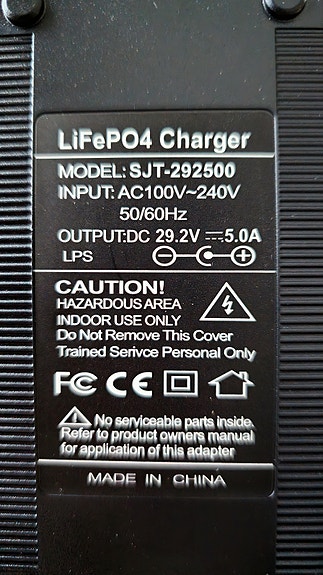 LiFePO4 Charger
MODEL: SJT-292500
INPUT: AC100V~240V
50/60Hz
OUTPUT:DC 29.2V ⎓5.0A
LPS
CAUTION!
HAZARDOUS AREA
INDOOR USE ONLY
Do Not Remove This Cover
Trained Serivce Personal Only
FC CE
No serviceable parts inside.
Refer to product owners manual
for application of this adapter
MADE IN CHINA